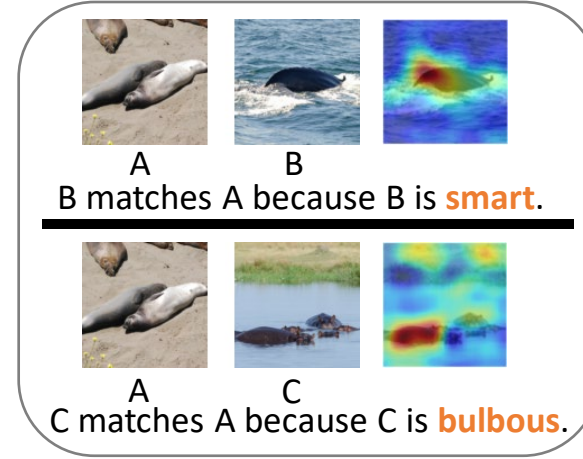 A B
B matches A because B is smart.
A C
C matches A because C is bulbous.